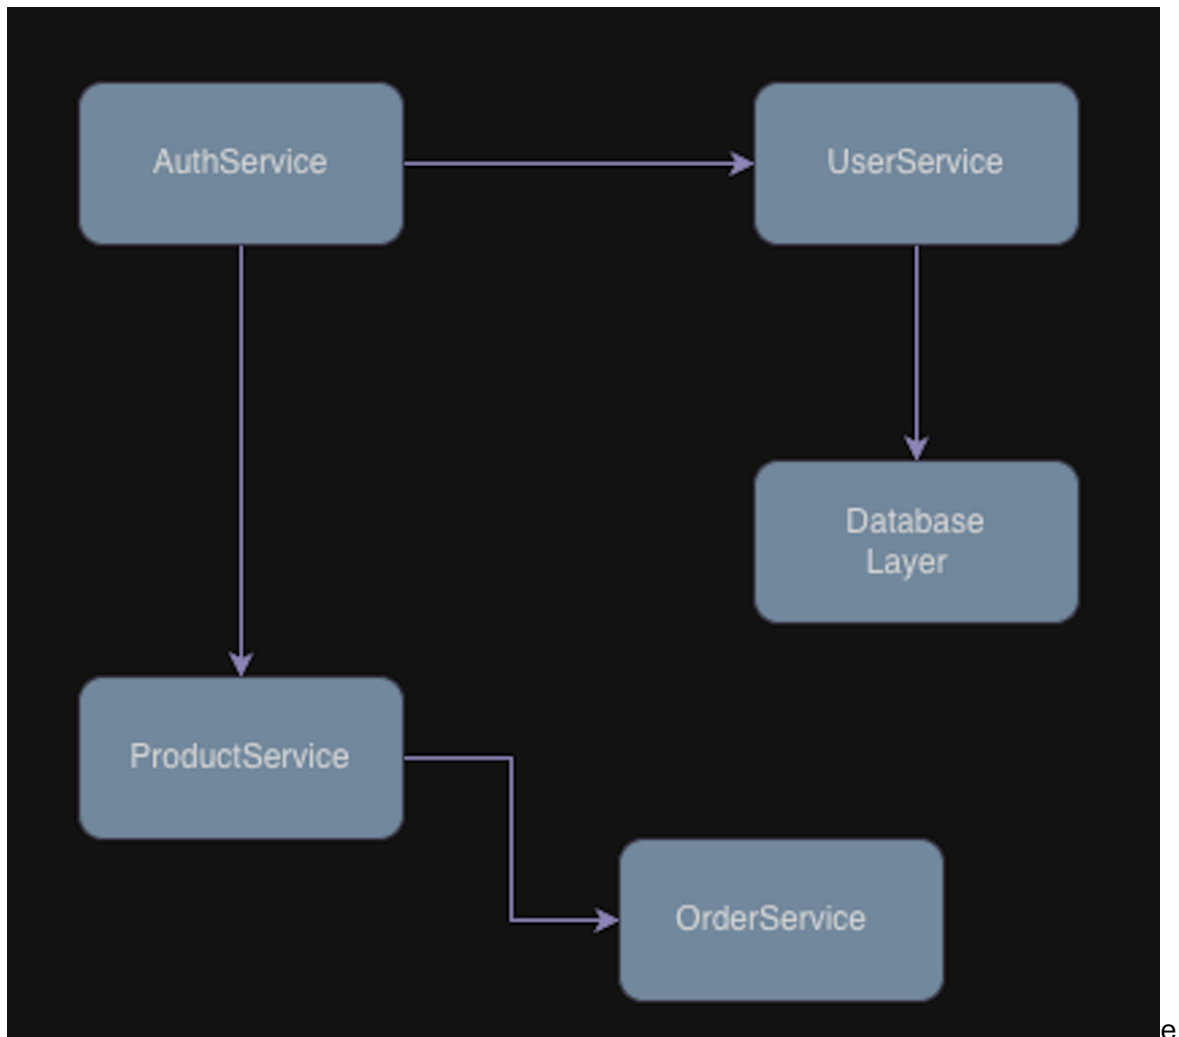 AuthService
UserService
Database
Layer
ProductService
OrderService
e